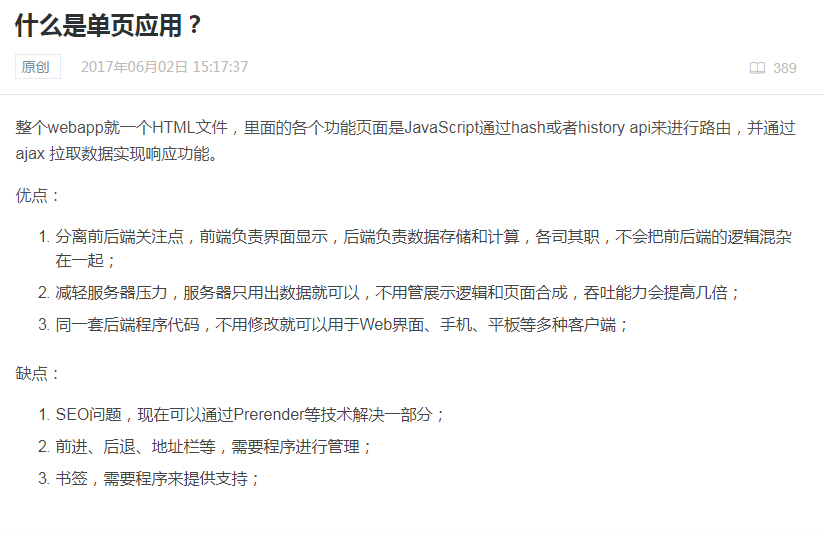 什么是单页应用？
原创 2017年06月02日 15:17:37 389
整个webapp就一个HTML文件，里面的各个功能页面是JavaScript通过hash或者history api来进行路由，并通过
ajax 拉取数据实现响应功能。
优点：
1. 分离前后端关注点，前端负责界面显示，后端负责数据存储和计算，各司其职，不会把前后端的逻辑混杂
在一起；
2. 减轻服务器压力，服务器只用出数据就可以，不用管展示逻辑和页面合成，吞吐能力会提高几倍；
3. 同一套后端程序代码，不用修改就可以用于Web界面、手机、平板等多种客户端；
缺点：
1. SEO问题，现在可以通过Prerender等技术解决一部分；
2. 前进、后退、地址栏等，需要程序进行管理；
3. 书签，需要程序来提供支持；